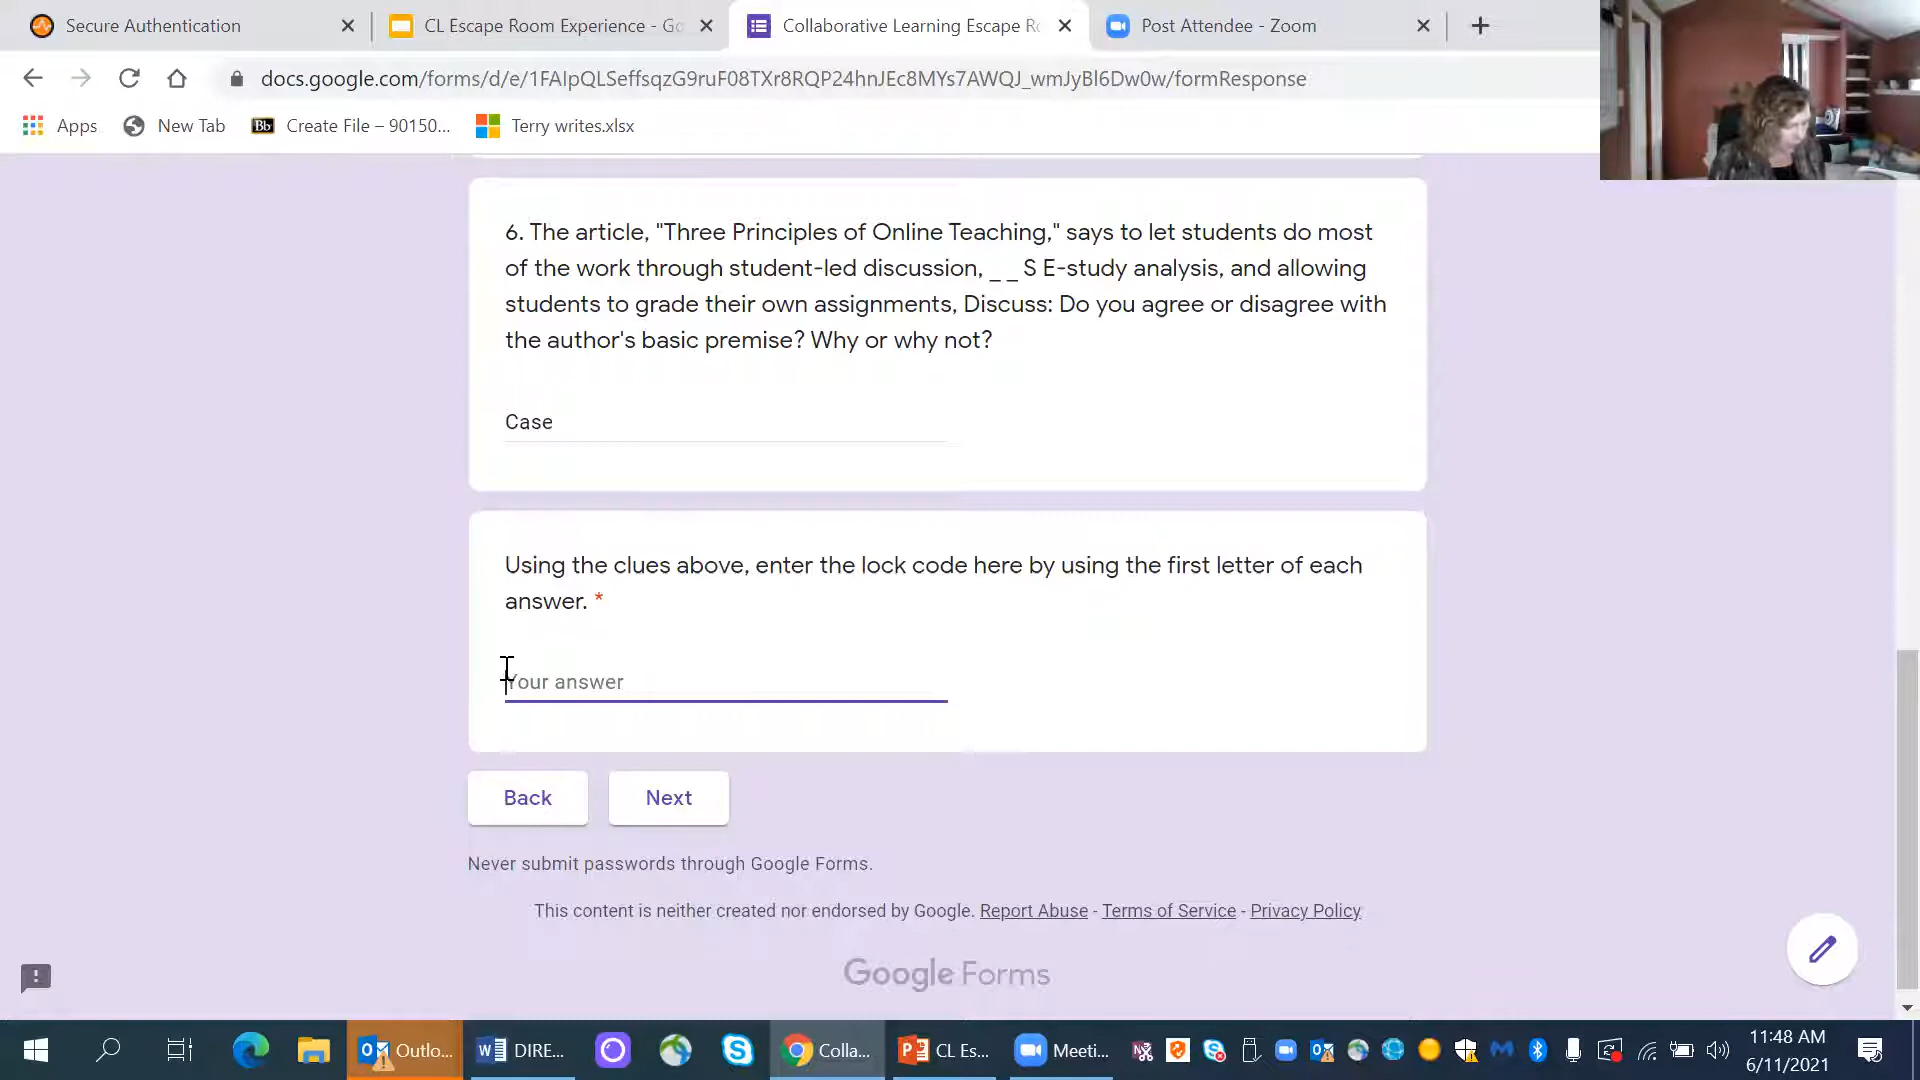 Secure Authentication
CL Escape Room Experience - Go
Collaborative Learning Escape Ro
Post Attendee - Zoom
docs.google.com/forms/d/e/1FAIpQLSeffsqzG9ruF08TXr8RQP24hnJEc8MYs7AWQJ_wmJyBl6Dw0w/formResponse
Apps
New Tab
Bb
Create File – 90150...
Terry writes.xlsx
6. The article, "Three Principles of Online Teaching," says to let students do most
of the work through student-led discussion, _ _ S E-study analysis, and allowing
students to grade their own assignments, Discuss: Do you agree or disagree with
the author's basic premise? Why or why not?
Case
Using the clues above, enter the lock code here by using the first letter of each
answer. *
Your answer
Back
Next
Never submit passwords through Google Forms.
This content is neither created nor endorsed by Google. Report Abuse - Terms of Service - Privacy Policy
Google Forms
Outlo...
DIRE...
Colla...
CL Es...
Meeti...
11:48 AM
6/11/2021